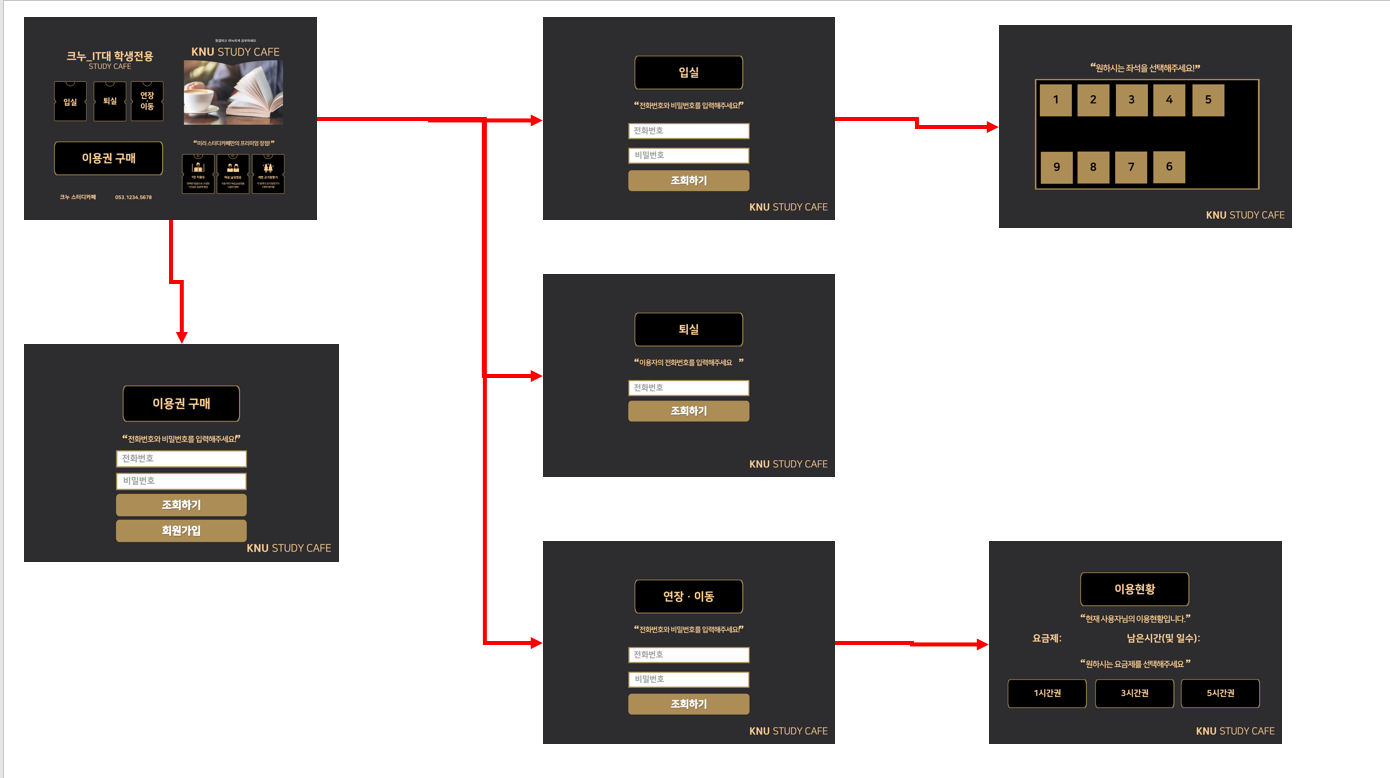 크누_IT대 학생전용
STUDY CAFE
입실
퇴실
연장
이동
이용권 구매
크누 스터디카페
053.1234.5678
KNU STUDY CAFE
입실
“전화번호와 비밀번호를 입력해주세요!”
전화번호
비밀번호
조회하기
KNU STUDY CAFE
“원하시는 좌석을 선택해주세요!”
1 2 3 4 5
9 8 7 6
KNU STUDY CAFE
퇴실
“이용자의 전화번호를 입력해주세요 ”
전화번호
조회하기
KNU STUDY CAFE
이용권 구매
“전화번호와 비밀번호를 입력해주세요!”
전화번호
비밀번호
조회하기
회원가입
KNU STUDY CAFE
연장 · 이동
“전화번호와 비밀번호를 입력해주세요!”
전화번호
비밀번호
조회하기
KNU STUDY CAFE
이용현황
“현재 사용자님의 이용현황입니다.”
요금제:
남은시간(및 일수):
“원하시는 요금제를 선택해주세요 ”
1시간권
3시간권
5시간권
KNU STUDY CAFE